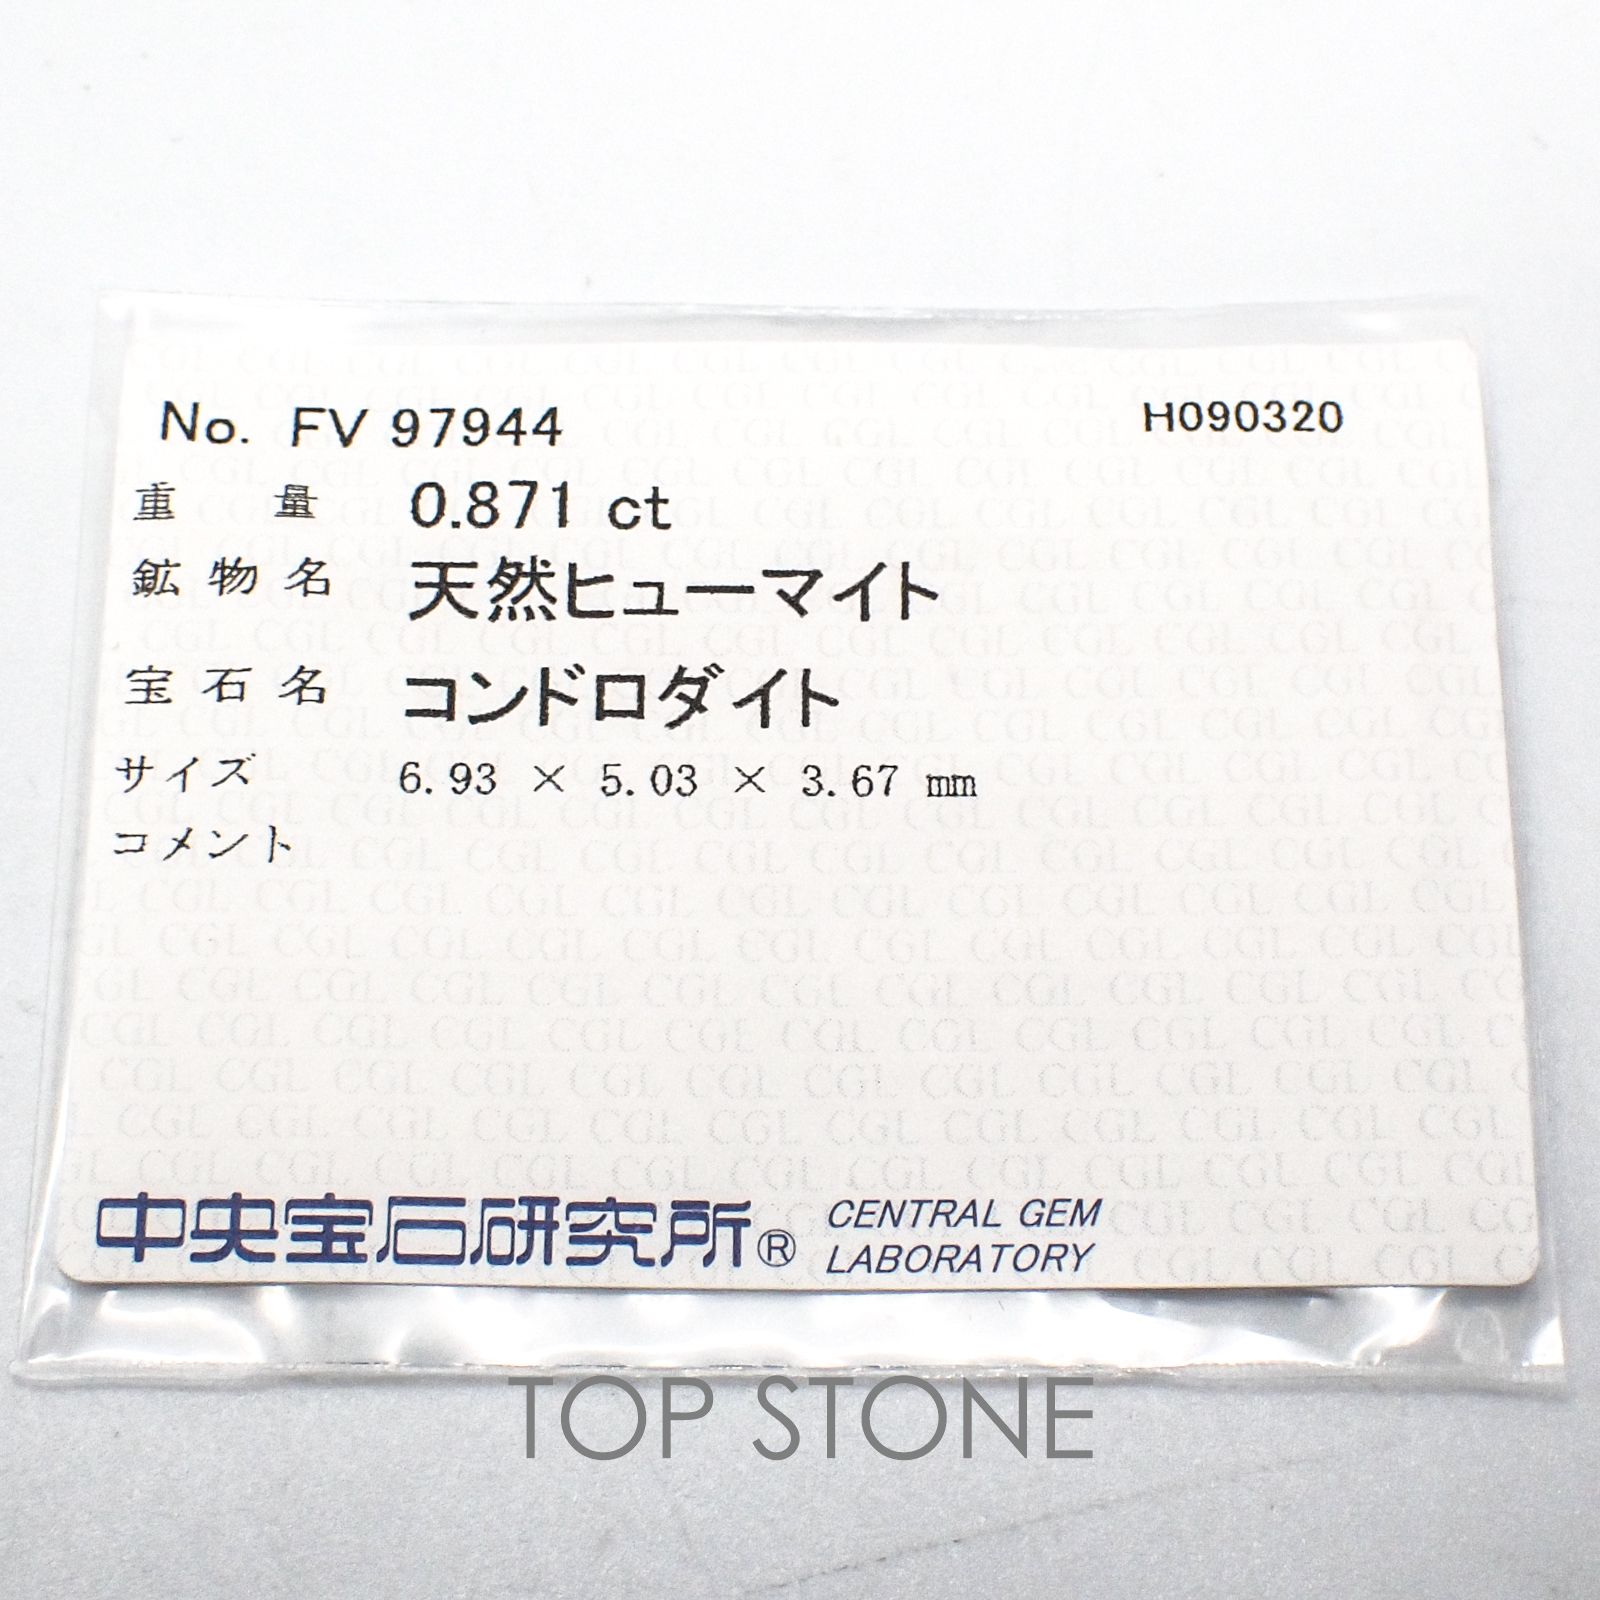 No. FV 97944 H090320
重量 0.871 ct
鉱物名 天然ヒューマイト
宝石名 コンドロダイト
サイズ 6.93 × 5.03 × 3.67 mm
コメント
中央宝石研究所® CENTRAL GEM
LABORATORY
TOP STONE